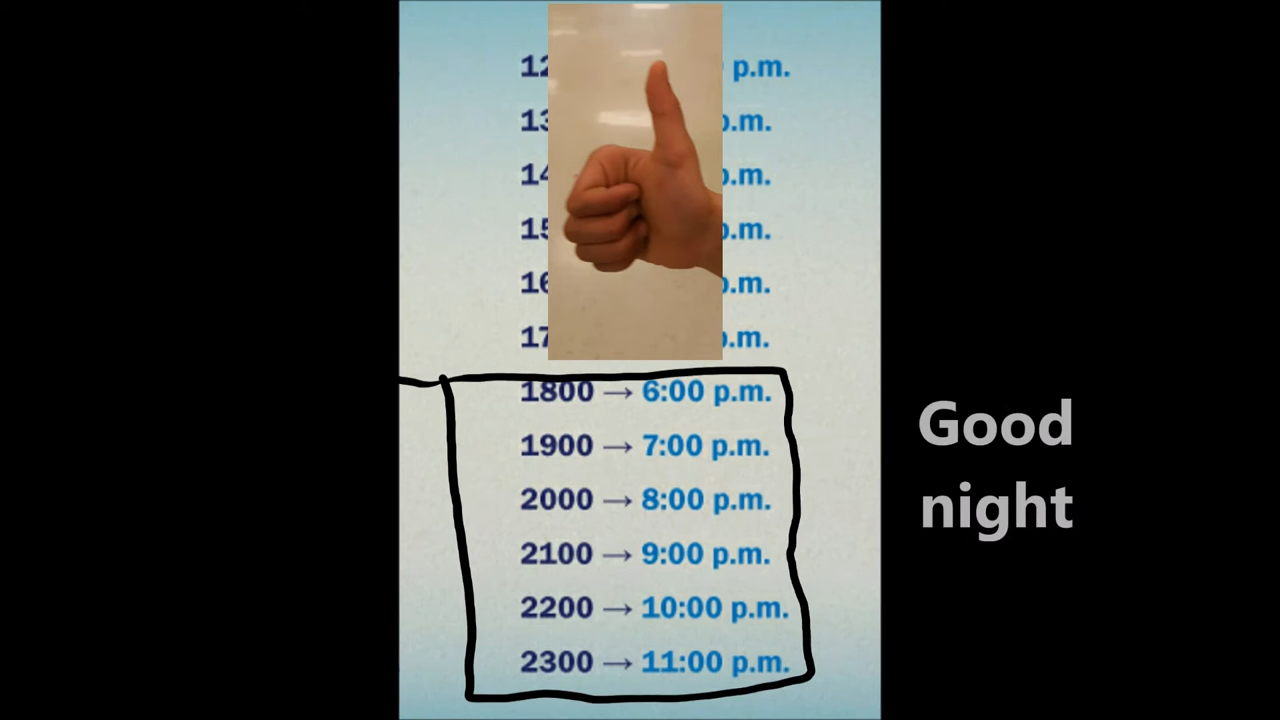 12 p.m.
13 p.m.
14 p.m.
15 p.m.
16 p.m.
17 p.m.
1800 → 6:00 p.m.
1900 → 7:00 p.m.
2000 → 8:00 p.m.
2100 → 9:00 p.m.
2200 → 10:00 p.m.
2300 → 11:00 p.m.
Good
night